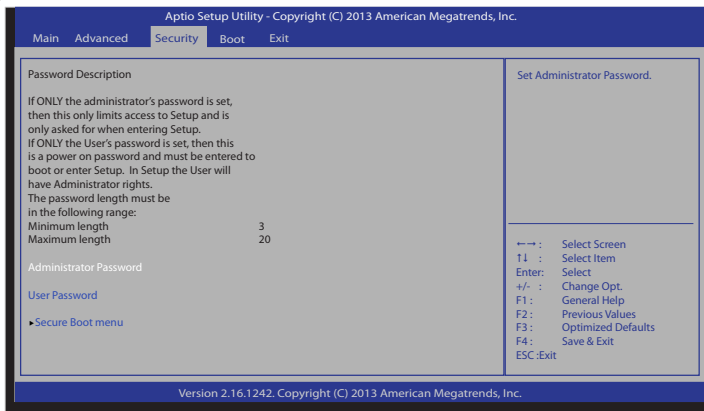 Aptio Setup Utility - Copyright (C) 2013 American Megatrends, Inc.
Main Advanced Security Boot Exit
Password Description
If ONLY the administrator's password is set,
then this only limits access to Setup and is
only asked for when entering Setup.
If ONLY the User's password is set, then this
is a power on password and must be entered to
boot or enter Setup. In Setup the User will
have Administrator rights.
The password length must be
in the following range:
Minimum length 3
Maximum length 20
Administrator Password
User Password
▸Secure Boot menu
Set Administrator Password.
←→ : Select Screen
↑↓ : Select Item
Enter: Select
+/- : Change Opt.
F1 : General Help
F2 : Previous Values
F3 : Optimized Defaults
F4 : Save & Exit
ESC :Exit
Version 2.16.1242. Copyright (C) 2013 American Megatrends, Inc.